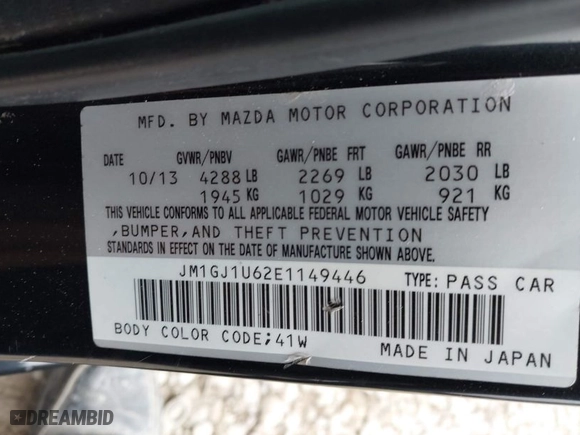 MFD. BY MAZDA MOTOR CORPORATION
DATE GVWR/PNBV GAWR/PNBE FRT GAWR/PNBE RR
10/13 4288 LB 2269 LB 2030 LB
1945 KG 1029 KG 921 KG
THIS VEHICLE CONFORMS TO ALL APPLICABLE FEDERAL MOTOR VEHICLE SAFETY
,BUMPER,AND THEFT PREVENTION
STANDARDS IN EFFECT ON THE DATE OF MANUFACTURE SHOWN ABOVE.
JM1GJ1U62E1149446 TYPE: PASS CAR
BODY COLOR CODE;41W MADE IN JAPAN
DREAMBID